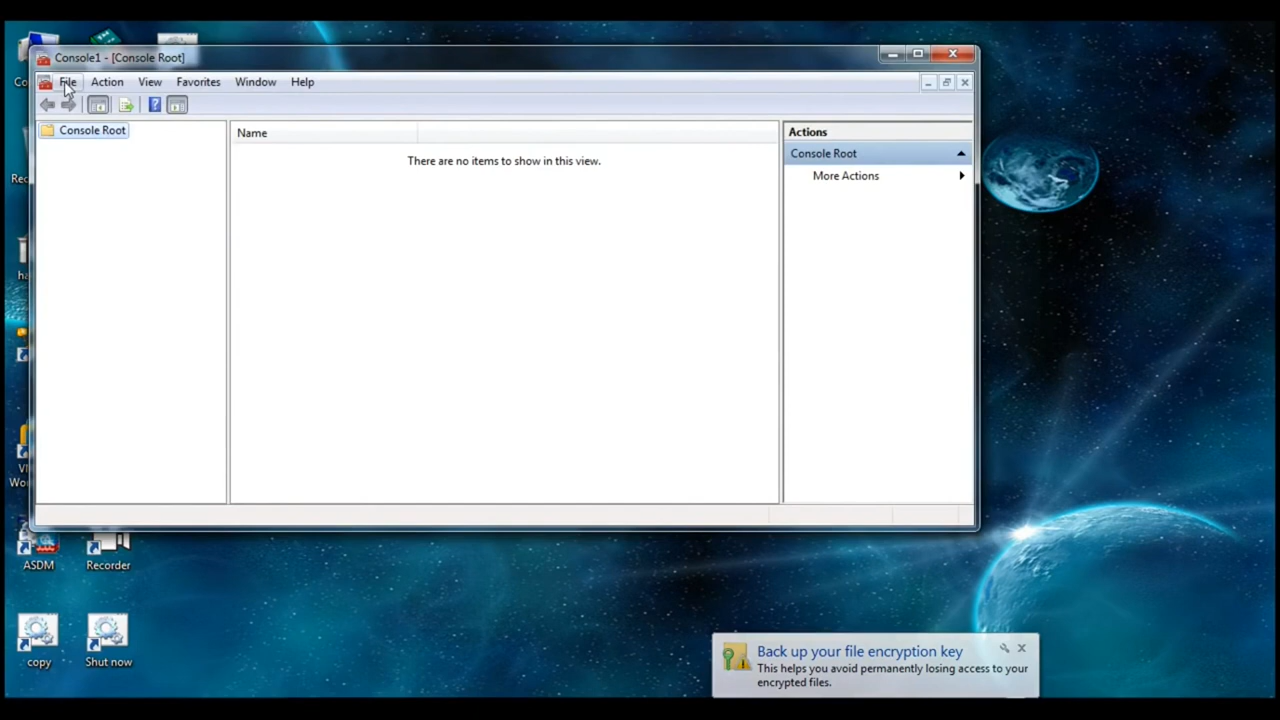 Console1 - [Console Root]
File Action View Favorites Window Help
Console Root
Name
There are no items to show in this view.
Actions
Console Root
More Actions
ASDM
Recorder
copy
Shut now
Back up your file encryption key
This helps you avoid permanently losing access to your
encrypted files.